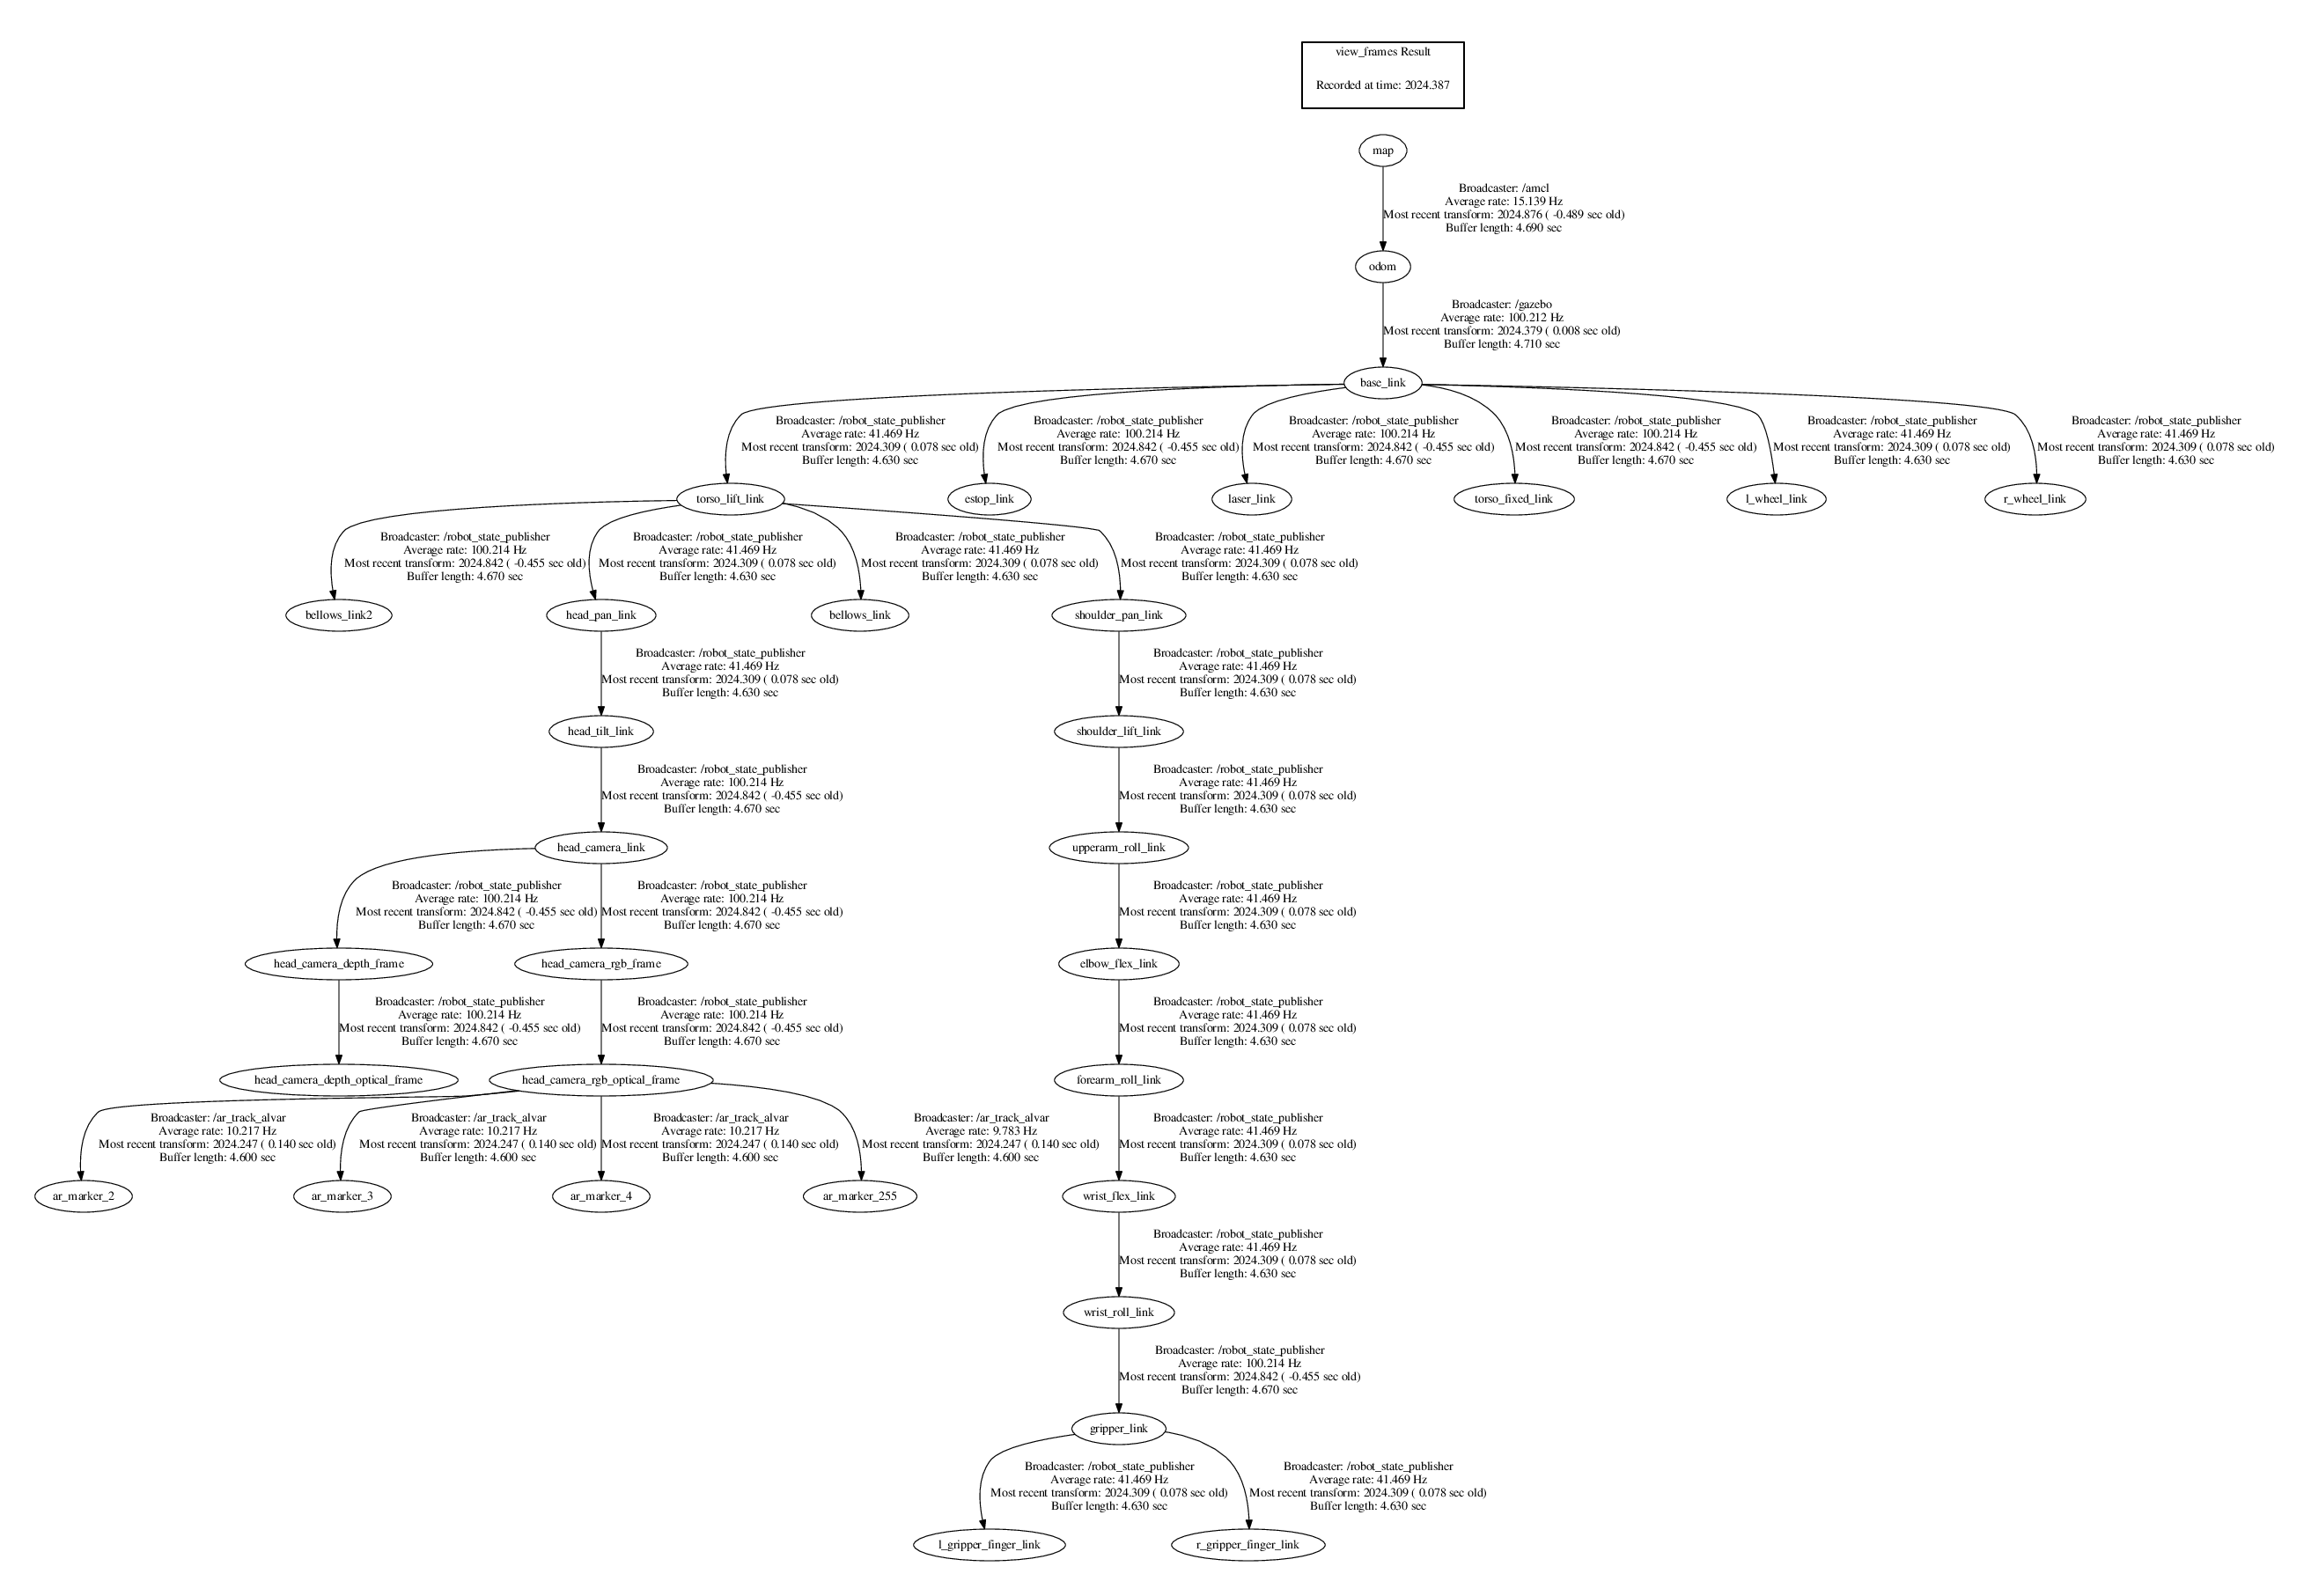 view_frames Result
Recorded at time: 2024.387
map
Broadcaster: /amcl
Average rate: 15.139 Hz
Most recent transform: 2024.876 ( -0.489 sec old)
Buffer length: 4.690 sec
odom
Broadcaster: /gazebo
Average rate: 100.212 Hz
Most recent transform: 2024.379 ( 0.008 sec old)
Buffer length: 4.710 sec
base_link
Broadcaster: /robot_state_publisher
Average rate: 41.469 Hz
Most recent transform: 2024.309 ( 0.078 sec old)
Buffer length: 4.630 sec
Broadcaster: /robot_state_publisher
Average rate: 100.214 Hz
Most recent transform: 2024.842 ( -0.455 sec old)
Buffer length: 4.670 sec
Broadcaster: /robot_state_publisher
Average rate: 100.214 Hz
Most recent transform: 2024.842 ( -0.455 sec old)
Buffer length: 4.670 sec
Broadcaster: /robot_state_publisher
Average rate: 100.214 Hz
Most recent transform: 2024.842 ( -0.455 sec old)
Buffer length: 4.670 sec
Broadcaster: /robot_state_publisher
Average rate: 41.469 Hz
Most recent transform: 2024.309 ( 0.078 sec old)
Buffer length: 4.630 sec
Broadcaster: /robot_state_publisher
Average rate: 41.469 Hz
Most recent transform: 2024.309 ( 0.078 sec old)
Buffer length: 4.630 sec
torso_lift_link
estop_link
laser_link
torso_fixed_link
l_wheel_link
r_wheel_link
Broadcaster: /robot_state_publisher
Average rate: 100.214 Hz
Most recent transform: 2024.842 ( -0.455 sec old)
Buffer length: 4.670 sec
Broadcaster: /robot_state_publisher
Average rate: 41.469 Hz
Most recent transform: 2024.309 ( 0.078 sec old)
Buffer length: 4.630 sec
Broadcaster: /robot_state_publisher
Average rate: 41.469 Hz
Most recent transform: 2024.309 ( 0.078 sec old)
Buffer length: 4.630 sec
Broadcaster: /robot_state_publisher
Average rate: 41.469 Hz
Most recent transform: 2024.309 ( 0.078 sec old)
Buffer length: 4.630 sec
bellows_link2
head_pan_link
bellows_link
shoulder_pan_link
Broadcaster: /robot_state_publisher
Average rate: 41.469 Hz
Most recent transform: 2024.309 ( 0.078 sec old)
Buffer length: 4.630 sec
Broadcaster: /robot_state_publisher
Average rate: 41.469 Hz
Most recent transform: 2024.309 ( 0.078 sec old)
Buffer length: 4.630 sec
head_tilt_link
shoulder_lift_link
Broadcaster: /robot_state_publisher
Average rate: 100.214 Hz
Most recent transform: 2024.842 ( -0.455 sec old)
Buffer length: 4.670 sec
Broadcaster: /robot_state_publisher
Average rate: 41.469 Hz
Most recent transform: 2024.309 ( 0.078 sec old)
Buffer length: 4.630 sec
head_camera_link
upperarm_roll_link
Broadcaster: /robot_state_publisher
Average rate: 100.214 Hz
Most recent transform: 2024.842 ( -0.455 sec old)
Buffer length: 4.670 sec
Broadcaster: /robot_state_publisher
Average rate: 100.214 Hz
Most recent transform: 2024.842 ( -0.455 sec old)
Buffer length: 4.670 sec
Broadcaster: /robot_state_publisher
Average rate: 41.469 Hz
Most recent transform: 2024.309 ( 0.078 sec old)
Buffer length: 4.630 sec
head_camera_depth_frame
head_camera_rgb_frame
elbow_flex_link
Broadcaster: /robot_state_publisher
Average rate: 100.214 Hz
Most recent transform: 2024.842 ( -0.455 sec old)
Buffer length: 4.670 sec
Broadcaster: /robot_state_publisher
Average rate: 100.214 Hz
Most recent transform: 2024.842 ( -0.455 sec old)
Buffer length: 4.670 sec
Broadcaster: /robot_state_publisher
Average rate: 41.469 Hz
Most recent transform: 2024.309 ( 0.078 sec old)
Buffer length: 4.630 sec
head_camera_depth_optical_frame
head_camera_rgb_optical_frame
forearm_roll_link
Broadcaster: /ar_track_alvar
Average rate: 10.217 Hz
Most recent transform: 2024.247 ( 0.140 sec old)
Buffer length: 4.600 sec
Broadcaster: /ar_track_alvar
Average rate: 10.217 Hz
Most recent transform: 2024.247 ( 0.140 sec old)
Buffer length: 4.600 sec
Broadcaster: /ar_track_alvar
Average rate: 10.217 Hz
Most recent transform: 2024.247 ( 0.140 sec old)
Buffer length: 4.600 sec
Broadcaster: /ar_track_alvar
Average rate: 9.783 Hz
Most recent transform: 2024.247 ( 0.140 sec old)
Buffer length: 4.600 sec
Broadcaster: /robot_state_publisher
Average rate: 41.469 Hz
Most recent transform: 2024.309 ( 0.078 sec old)
Buffer length: 4.630 sec
ar_marker_2
ar_marker_3
ar_marker_4
ar_marker_255
wrist_flex_link
Broadcaster: /robot_state_publisher
Average rate: 41.469 Hz
Most recent transform: 2024.309 ( 0.078 sec old)
Buffer length: 4.630 sec
wrist_roll_link
Broadcaster: /robot_state_publisher
Average rate: 100.214 Hz
Most recent transform: 2024.842 ( -0.455 sec old)
Buffer length: 4.670 sec
gripper_link
Broadcaster: /robot_state_publisher
Average rate: 41.469 Hz
Most recent transform: 2024.309 ( 0.078 sec old)
Buffer length: 4.630 sec
Broadcaster: /robot_state_publisher
Average rate: 41.469 Hz
Most recent transform: 2024.309 ( 0.078 sec old)
Buffer length: 4.630 sec
l_gripper_finger_link
r_gripper_finger_link